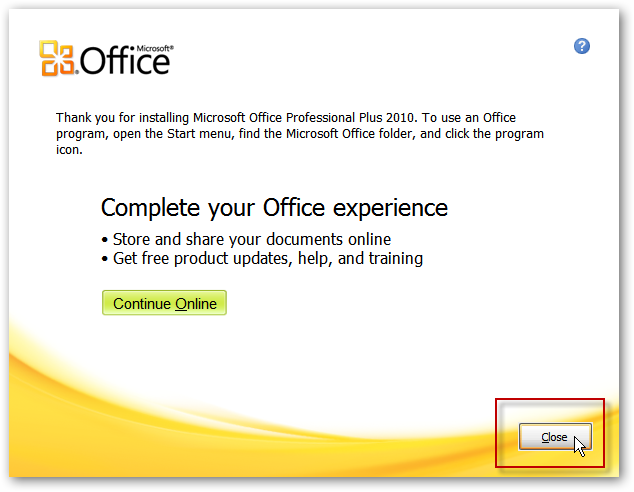 Microsoft®
Office
?
Thank you for installing Microsoft Office Professional Plus 2010. To use an Office
program, open the Start menu, find the Microsoft Office folder, and click the program
icon.
Complete your Office experience
• Store and share your documents online
• Get free product updates, help, and training
Continue Online
Close